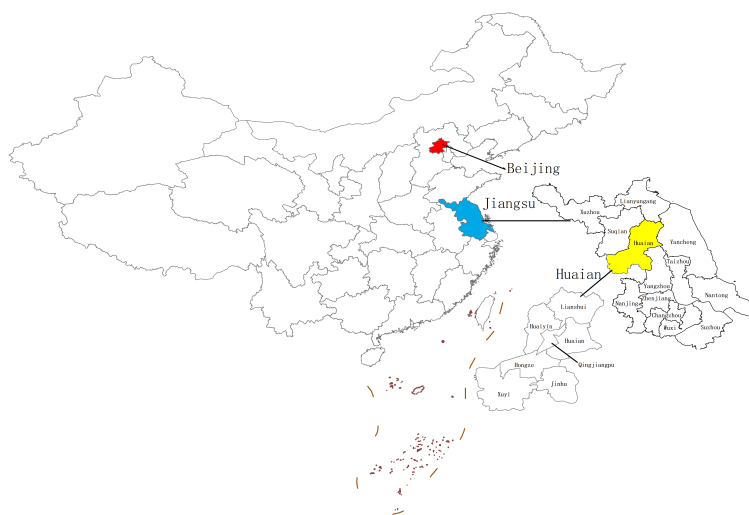 Beijing
Jiangsu
Lianyungang
Xuzhou
Suqian
Huaian
Yancheng
Taizhou
Huaian
Yangzhou
Nanjing
Zhenjiang
Nantong
Changzhou
Wuxi
Suzhou
Lianshui
Huaiyin
Huaian
Qingjiangpu
Hongze
Jinhu
Xuyi